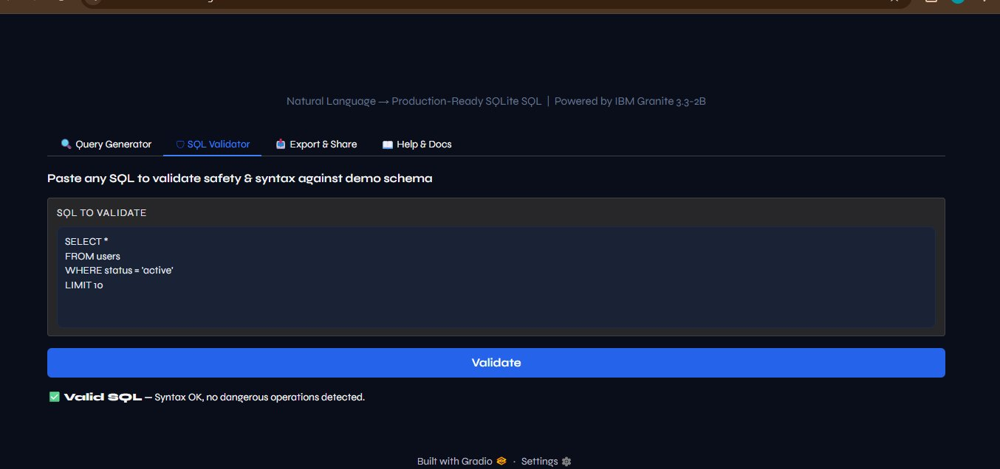 Natural Language → Production-Ready SQLite SQL | Powered by IBM Granite 3.3-2B
🔍 Query Generator 🛡 SQL Validator 📤 Export & Share 📖 Help & Docs
Paste any SQL to validate safety & syntax against demo schema
SQL TO VALIDATE
SELECT *
FROM users
WHERE status = 'active'
LIMIT 10
Validate
✅ Valid SQL — Syntax OK, no dangerous operations detected.
Built with Gradio · Settings